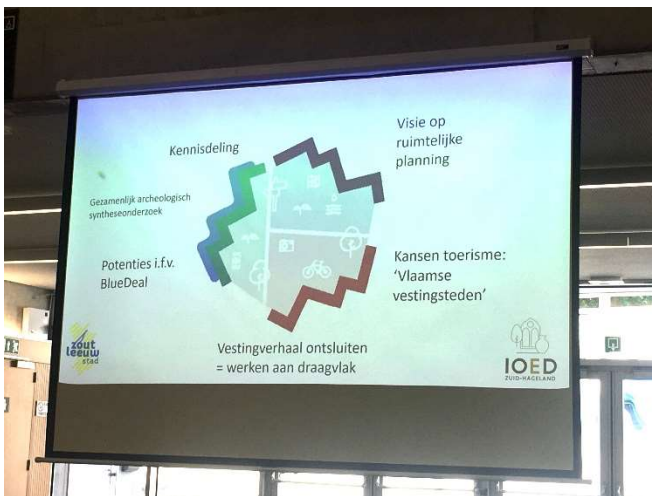 Kennisdeling
Visie op
ruimtelijke
planning
Gezamenlijk archeologisch
syntheseonderzoek
Potenties i.f.v.
BlueDeal
Kansen toerisme:
‘Vlaamse
vestingsteden’
Vestingverhaal ontsluiten
= werken aan draagvlak
zout
leeuw
stad
IOED
ZUID-HAGELAND